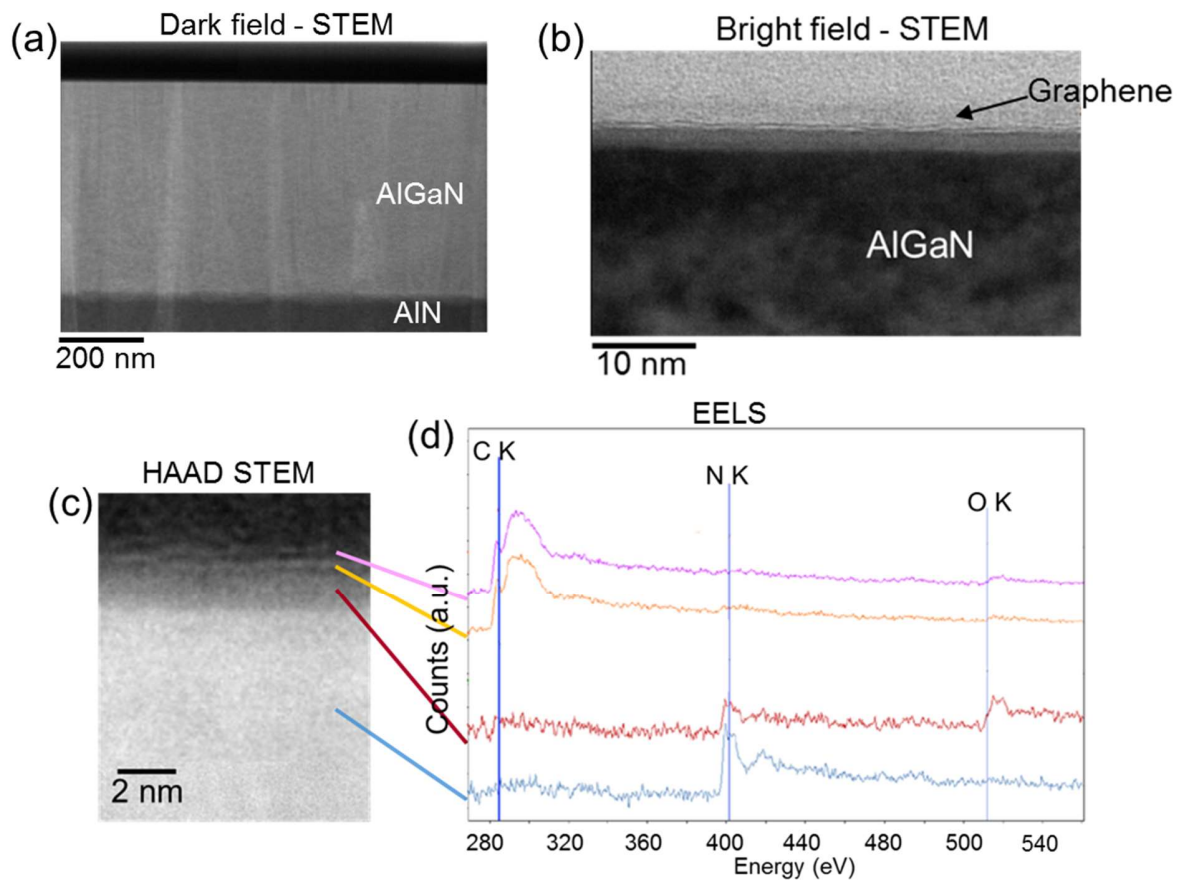 (a)
Dark field - STEM
AlGaN
AlN
200 nm
(b)
Bright field - STEM
Graphene
AlGaN
10 nm
(c)
HAAD STEM
2 nm
(d)
EELS
C K
N K
O K
Counts (a.u.)
280 320 360 400 440 480 500 540
Energy (eV)